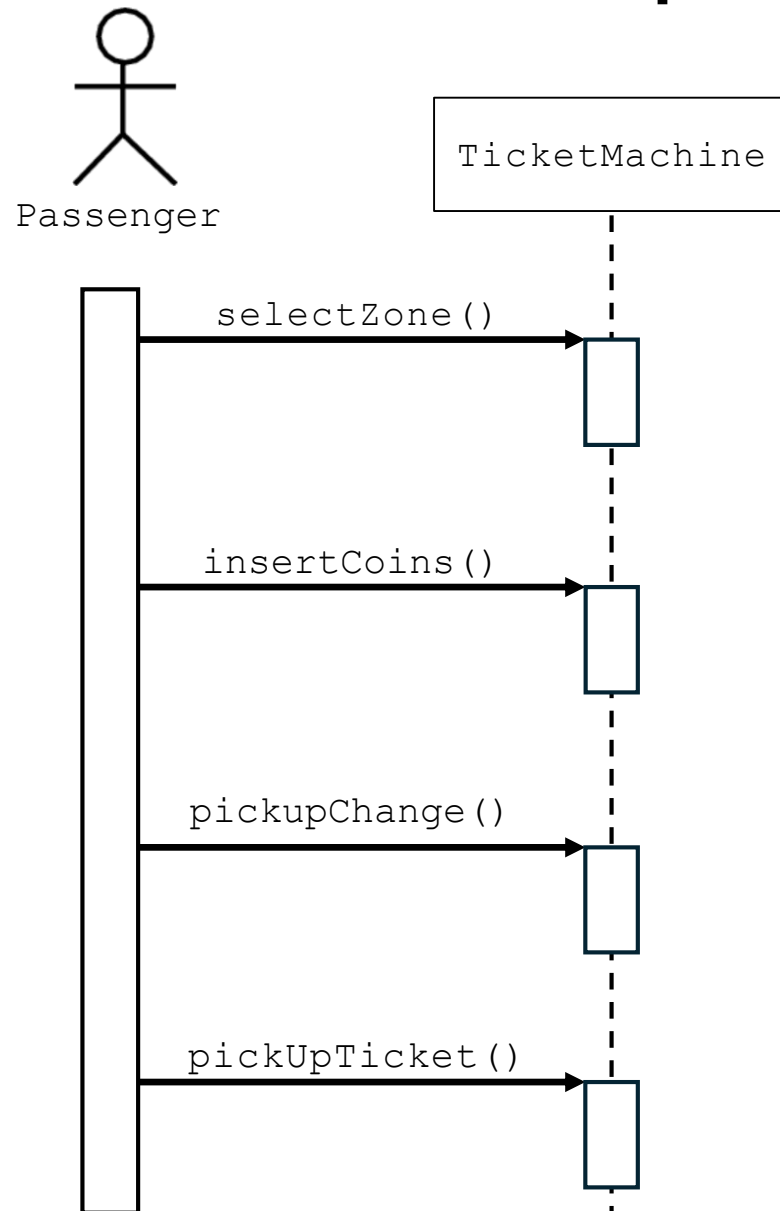 TicketMachine
Passenger
selectZone()
insertCoins()
pickupChange()
pickUpTicket()